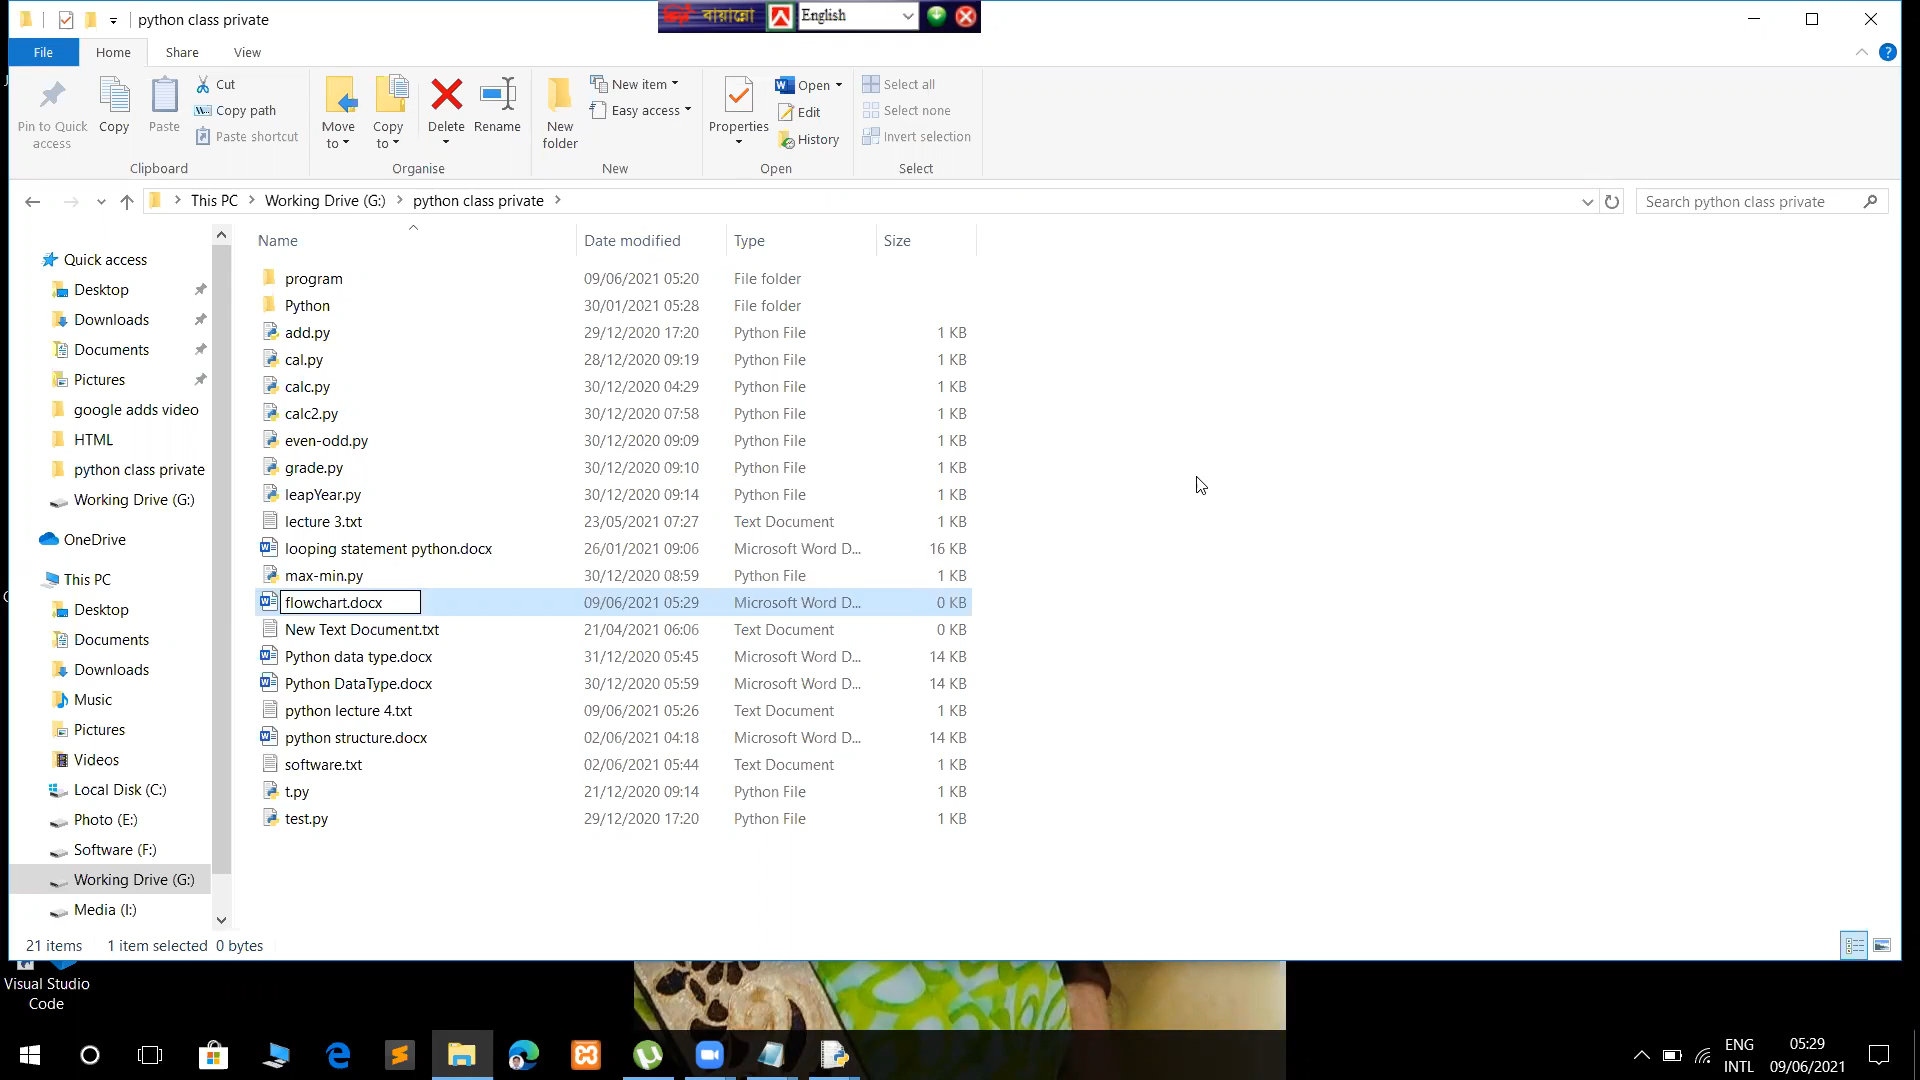 python class private
বায়ান্নো English
File Home Share View
Pin to Quick access
Copy
Paste
Cut
Copy path
Paste shortcut
Clipboard
Move to
Copy to
Delete
Rename
Organise
New folder
New item
Easy access
New
Properties
Open
Edit
History
Open
Select all
Select none
Invert selection
Select
This PC Working Drive (G:) python class private
Search python class private
Quick access
Desktop
Downloads
Documents
Pictures
google adds video
HTML
python class private
Working Drive (G:)
OneDrive
This PC
Desktop
Documents
Downloads
Music
Pictures
Videos
Local Disk (C:)
Photo (E:)
Software (F:)
Working Drive (G:)
Media (I:)
Name Date modified Type Size
program 09/06/2021 05:20 File folder
Python 30/01/2021 05:28 File folder
add.py 29/12/2020 17:20 Python File 1 KB
cal.py 28/12/2020 09:19 Python File 1 KB
calc.py 30/12/2020 04:29 Python File 1 KB
calc2.py 30/12/2020 07:58 Python File 1 KB
even-odd.py 30/12/2020 09:09 Python File 1 KB
grade.py 30/12/2020 09:10 Python File 1 KB
leapYear.py 30/12/2020 09:14 Python File 1 KB
lecture 3.txt 23/05/2021 07:27 Text Document 1 KB
looping statement python.docx 26/01/2021 09:06 Microsoft Word D... 16 KB
max-min.py 30/12/2020 08:59 Python File 1 KB
flowchart.docx 09/06/2021 05:29 Microsoft Word D... 0 KB
New Text Document.txt 21/04/2021 06:06 Text Document 0 KB
Python data type.docx 31/12/2020 05:45 Microsoft Word D... 14 KB
Python DataType.docx 30/12/2020 05:59 Microsoft Word D... 14 KB
python lecture 4.txt 09/06/2021 05:26 Text Document 1 KB
python structure.docx 02/06/2021 04:18 Microsoft Word D... 14 KB
software.txt 02/06/2021 05:44 Text Document 1 KB
t.py 21/12/2020 09:14 Python File 1 KB
test.py 29/12/2020 17:20 Python File 1 KB
21 items 1 item selected 0 bytes
Visual Studio
Code
ENG
INTL
05:29
09/06/2021